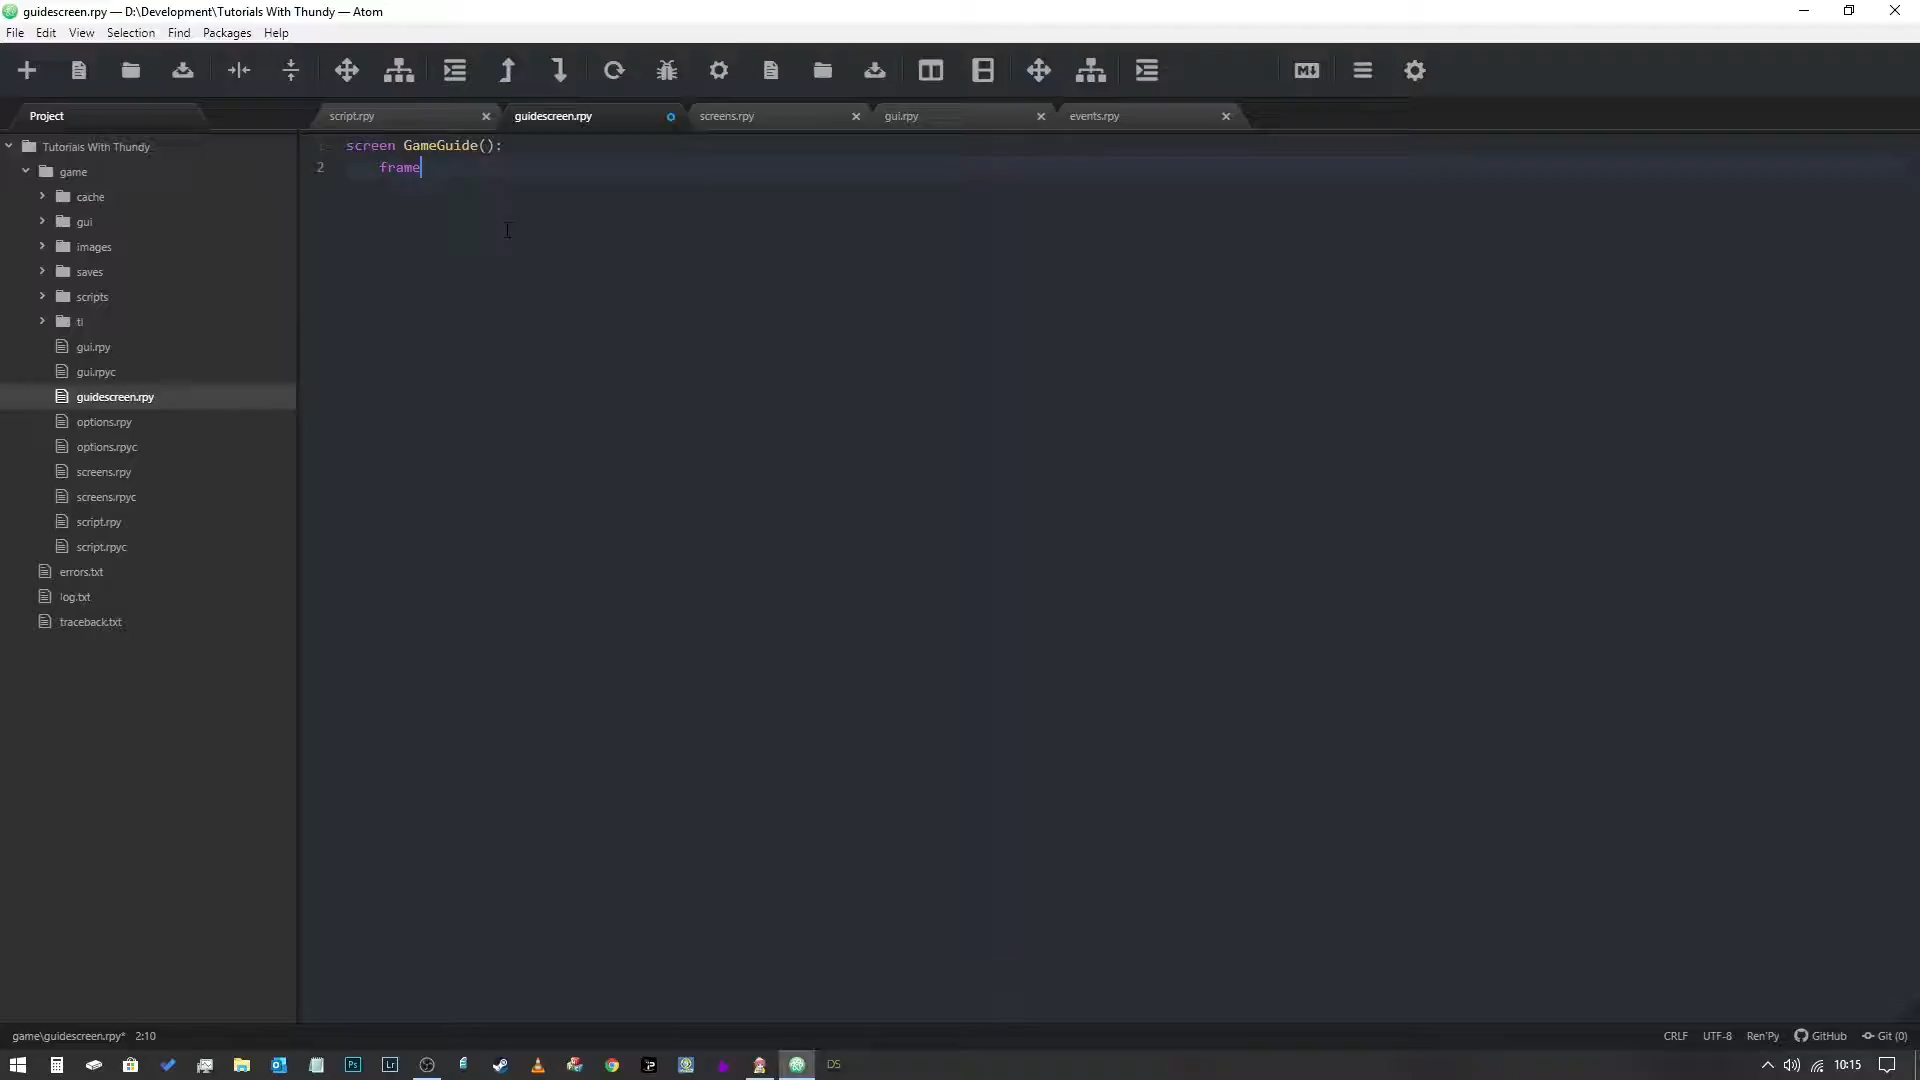 guidescreen.rpy — D:\Development\Tutorials With Thundy — Atom
File Edit View Selection Find Packages Help
M↓
Project
script.rpy
guidescreen.rpy
screens.rpy
gui.rpy
events.rpy
Tutorials With Thundy
game
cache
gui
images
saves
scripts
tl
gui.rpy
gui.rpyc
guidescreen.rpy
options.rpy
options.rpyc
screens.rpy
screens.rpyc
script.rpy
script.rpyc
errors.txt
log.txt
traceback.txt
1 screen GameGuide():
2 frame
game\guidescreen.rpy* 2:10
CRLF UTF-8 Ren'Py GitHub Git (0)
Ps Lr DS 10:15